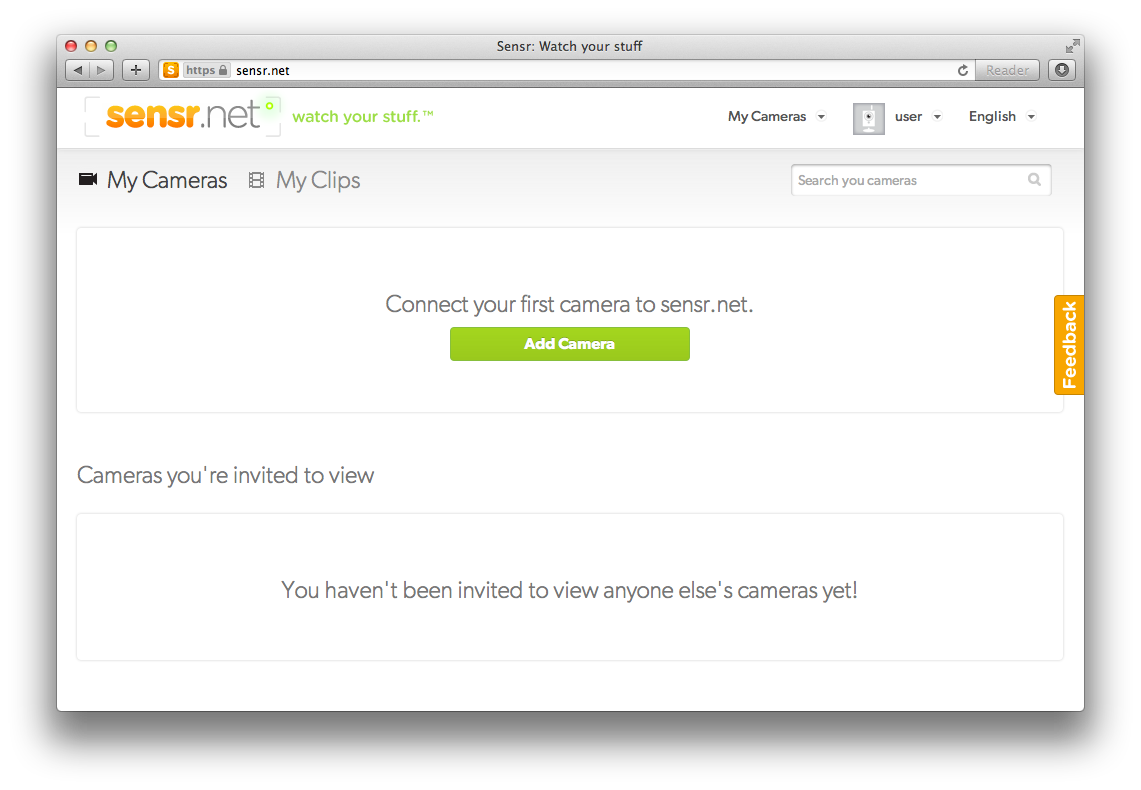 Sensr: Watch your stuff
S https sensr.net Reader
sensr.net watch your stuff.™
My Cameras user English
My Cameras My Clips Search you cameras
Connect your first camera to sensr.net.
Add Camera
Feedback
Cameras you're invited to view
You haven't been invited to view anyone else's cameras yet!